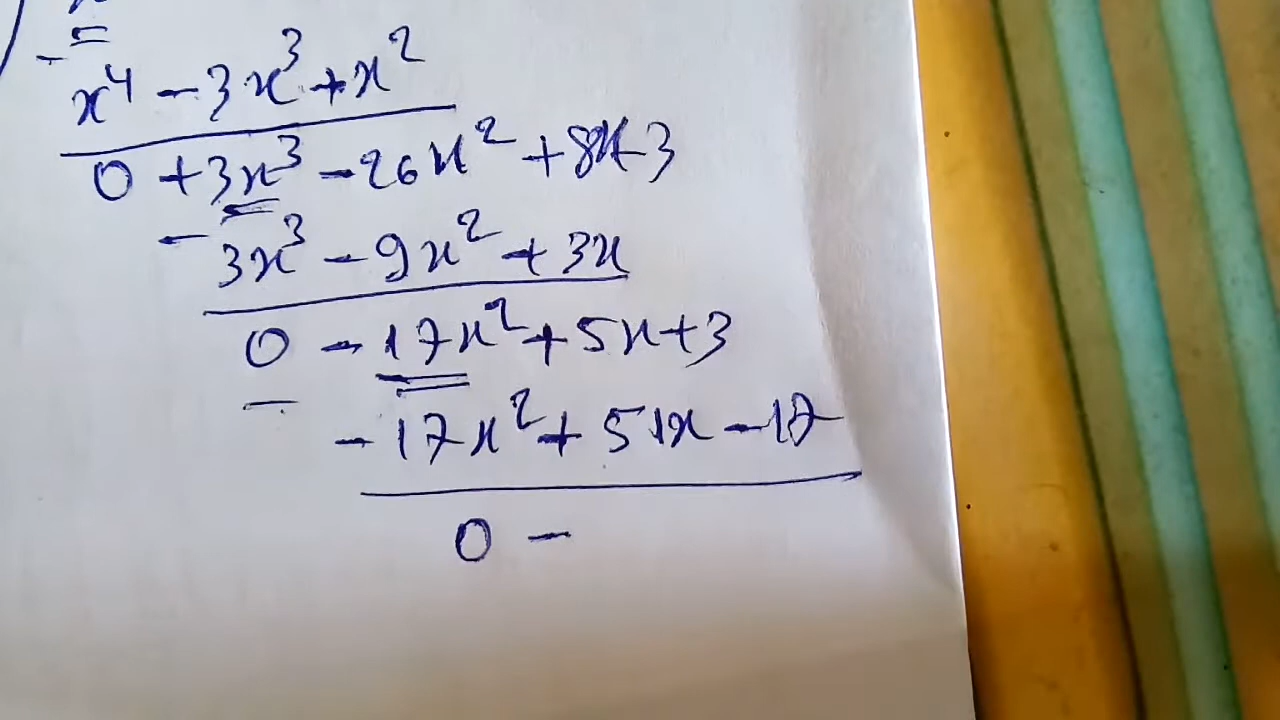 x⁴ - 3x³ + x²
0 + 3x³ - 26x² + 8x + 3
- 3x³ - 9x² + 3x
0 - 17x² + 5x + 3
- - 17x² + 51x - 17
0 -